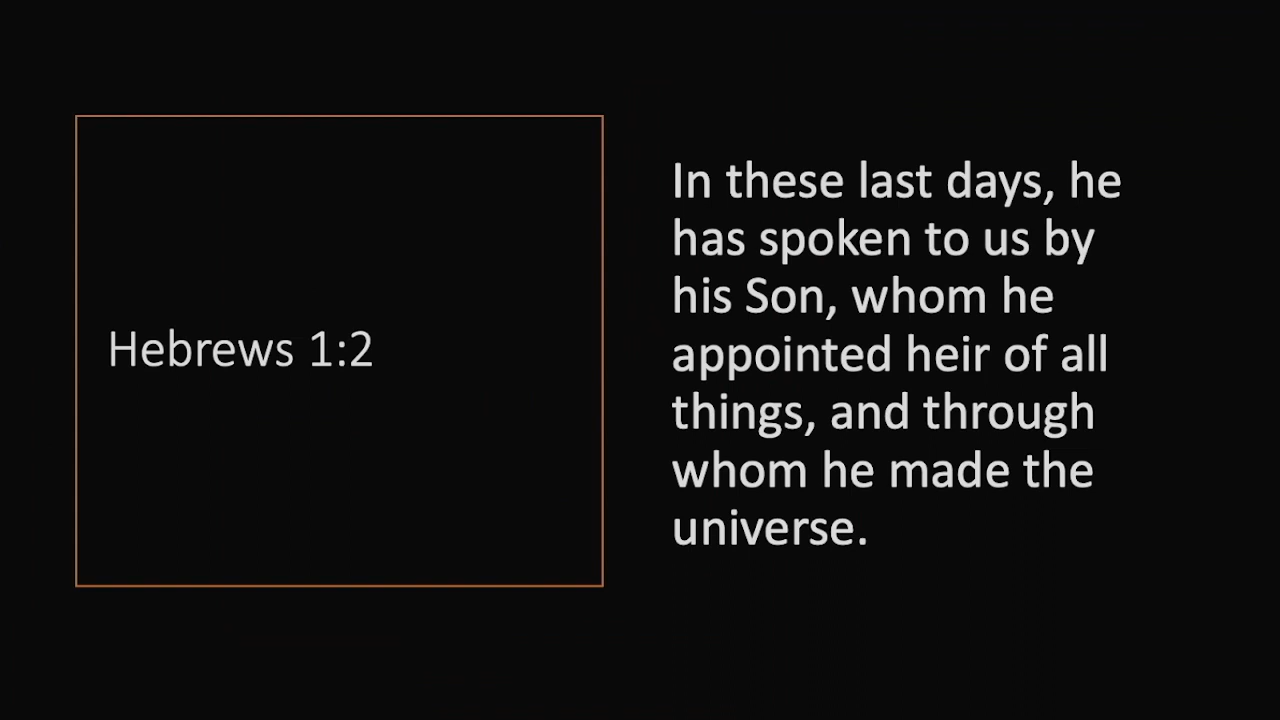 Hebrews 1:2
In these last days, he
has spoken to us by
his Son, whom he
appointed heir of all
things, and through
whom he made the
universe.